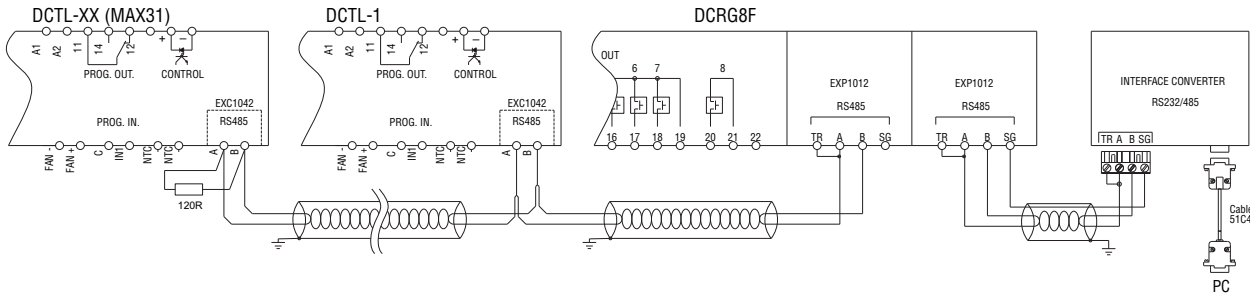 DCTL-XX (MAX31)
DCTL-1
DCRG8F
A1 A2 11 14 12 + –
PROG. OUT.
CONTROL
EXC1042
RS485
PROG. IN.
FAN - FAN + C IN1 NTC NTC A B
120R
A1 A2 11 14 12 + –
PROG. OUT.
CONTROL
EXC1042
RS485
PROG. IN.
FAN - FAN + C IN1 NTC NTC A B
OUT
6 7 8
16 17 18 19 20 21 22
EXP1012
RS485
TR A B SG
EXP1012
RS485
TR A B SG
INTERFACE CONVERTER
RS232/485
TR A B SG
Cable
51C4
PC